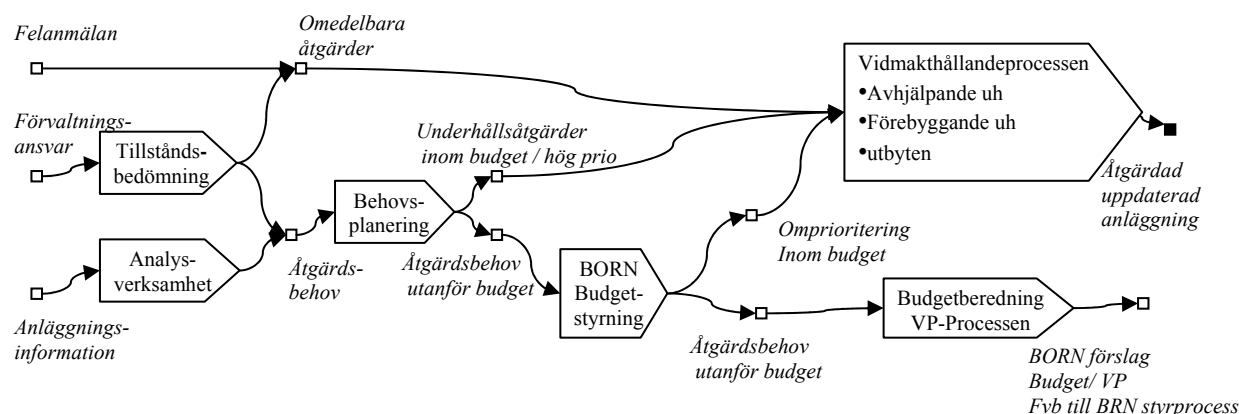 Felanmälan
Omedelbara
åtgärder
Förvaltnings-
ansvar
Tillstånds-
bedömning
Analys-
verksamhet
Anläggnings-
information
Åtgärds-
behov
Behovs-
planering
Underhållsåtgärder
inom budget / hög prio
Åtgärdsbehov
utanför budget
BORN
Budget-
styrning
Omprioritering
Inom budget
Åtgärdsbehov
utanför budget
Vidmakthållandeprocessen
•Avhjälpande uh
•Förebyggande uh
•utbyten
Åtgärdad
uppdaterad
anläggning
Budgetberedning
VP-Processen
BORN förslag
Budget/ VP
Fvb till BRN styrprocess